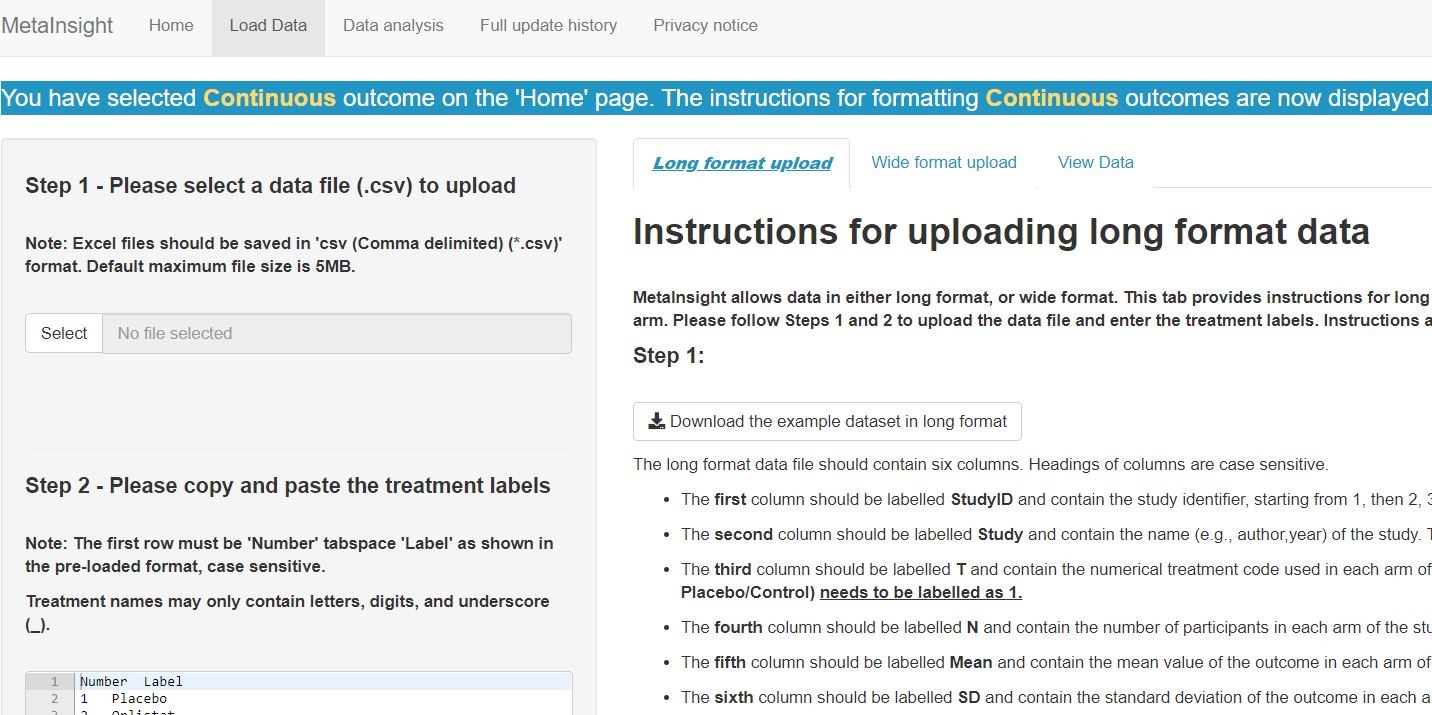 MetaInsight Home Load Data Data analysis Full update history Privacy notice
You have selected Continuous outcome on the 'Home' page. The instructions for formatting Continuous outcomes are now displayed.
Step 1 - Please select a data file (.csv) to upload
Note: Excel files should be saved in 'csv (Comma delimited) (*.csv)'
format. Default maximum file size is 5MB.
Select No file selected
Step 2 - Please copy and paste the treatment labels
Note: The first row must be 'Number' tabspace 'Label' as shown in
the pre-loaded format, case sensitive.
Treatment names may only contain letters, digits, and underscore
(_).
1 Number Label
2 1 Placebo
3 2 Orlistat
Long format upload Wide format upload View Data
Instructions for uploading long format data
MetaInsight allows data in either long format, or wide format. This tab provides instructions for long
arm. Please follow Steps 1 and 2 to upload the data file and enter the treatment labels. Instructions a
Step 1:
Download the example dataset in long format
The long format data file should contain six columns. Headings of columns are case sensitive.
• The first column should be labelled StudyID and contain the study identifier, starting from 1, then 2, 3
• The second column should be labelled Study and contain the name (e.g., author,year) of the study. T
• The third column should be labelled T and contain the numerical treatment code used in each arm of
Placebo/Control) needs to be labelled as 1.
• The fourth column should be labelled N and contain the number of participants in each arm of the stu
• The fifth column should be labelled Mean and contain the mean value of the outcome in each arm of
• The sixth column should be labelled SD and contain the standard deviation of the outcome in each a